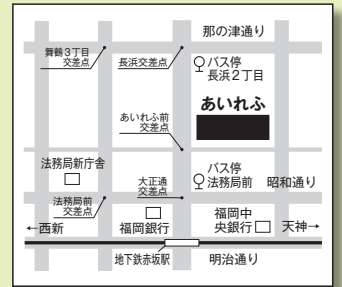 那の津通り
舞鶴3丁目
交差点
長浜交差点
バス停
長浜2丁目
あいれふ
あいれふ前
交差点
法務局新庁舎
大正通
交差点
バス停
法務局前
昭和通り
法務局前
交差点
←西新
福岡銀行
福岡中
央銀行
天神→
地下鉄赤坂駅
明治通り